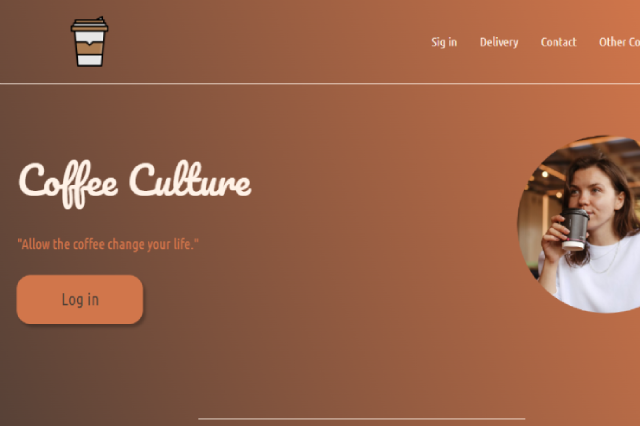 Sig in Delivery Contact Other Co
Coffee Culture
"Allow the coffee change your life."
Log in